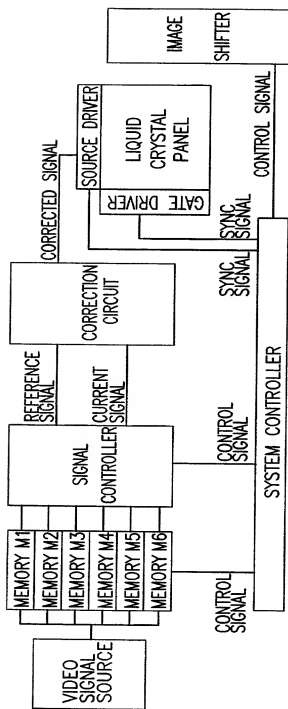 VIDEO
SIGNAL
SOURCE
MEMORY M1
MEMORY M2
MEMORY M3
MEMORY M4
MEMORY M5
MEMORY M6
SIGNAL
CONTROLLER
REFERENCE
SIGNAL
CURRENT
SIGNAL
CORRECTION
CIRCUIT
CORRECTED SIGNAL
SOURCE DRIVER
GATE DRIVER
LIQUID
CRYSTAL
PANEL
IMAGE
SHIFTER
CONTROL
SIGNAL
CONTROL
SIGNAL
SYNC
SIGNAL
SYNC
SIGNAL
CONTROL SIGNAL
SYSTEM CONTROLLER